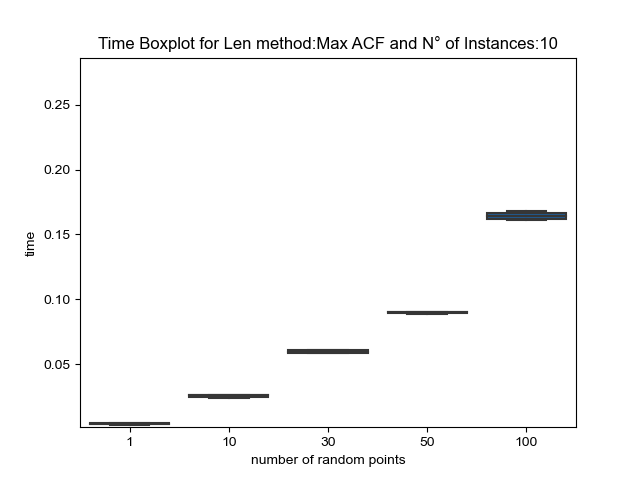 Time Boxplot for Len method:Max ACF and N° of Instances:10
0.25
0.20
0.15
0.10
0.05
time
1 10 30 50 100
number of random points